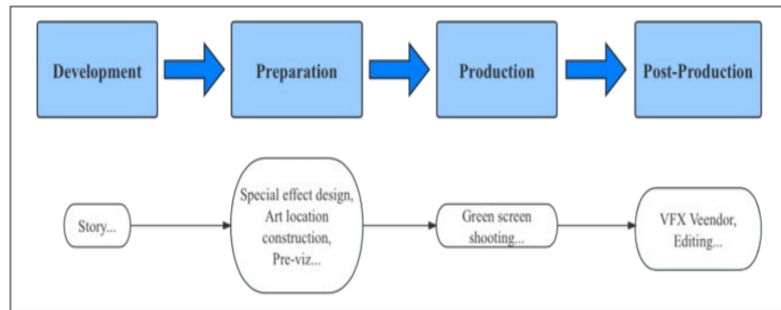 Development
Preparation
Production
Post-Production
Story...
Special effect design,
Art location
construction,
Pre-viz...
Green screen
shooting...
VFX Veendor,
Editing...